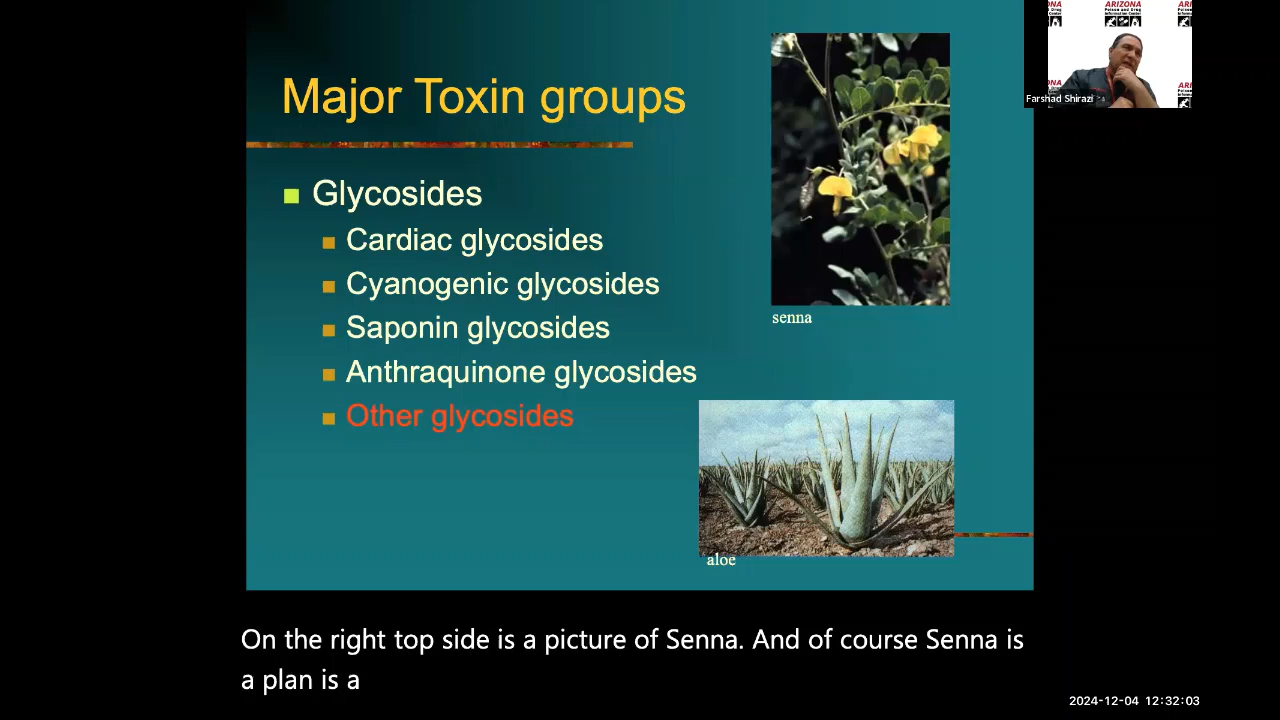 Major Toxin groups
Glycosides
Cardiac glycosides
Cyanogenic glycosides
Saponin glycosides
Anthraquinone glycosides
Other glycosides
senna
aloe
ARIZONA
Farshad Shirazi
On the right top side is a picture of Senna. And of course Senna is
a plan is a
2024-12-04 12:32:03